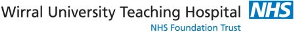 Wirral University Teaching Hospital NHS
NHS Foundation Trust